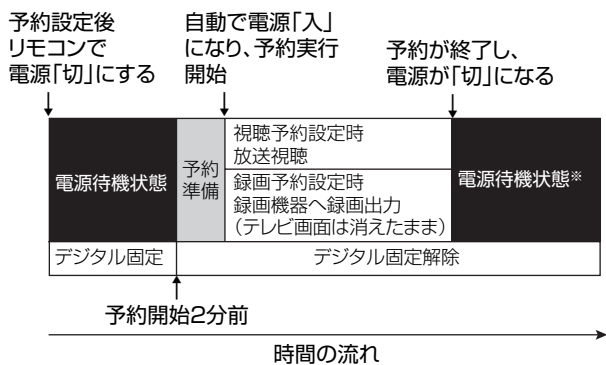 予約設定後
リモコンで
電源「切」にする
自動で電源「入」
になり、予約実行
開始
予約が終了し、
電源が「切」になる
電源待機状態
予約
準備
視聴予約設定時
放送視聴
録画予約設定時
録画機器へ録画出力
（テレビ画面は消えたまま）
電源待機状態※
デジタル固定
デジタル固定解除
予約開始2分前
時間の流れ